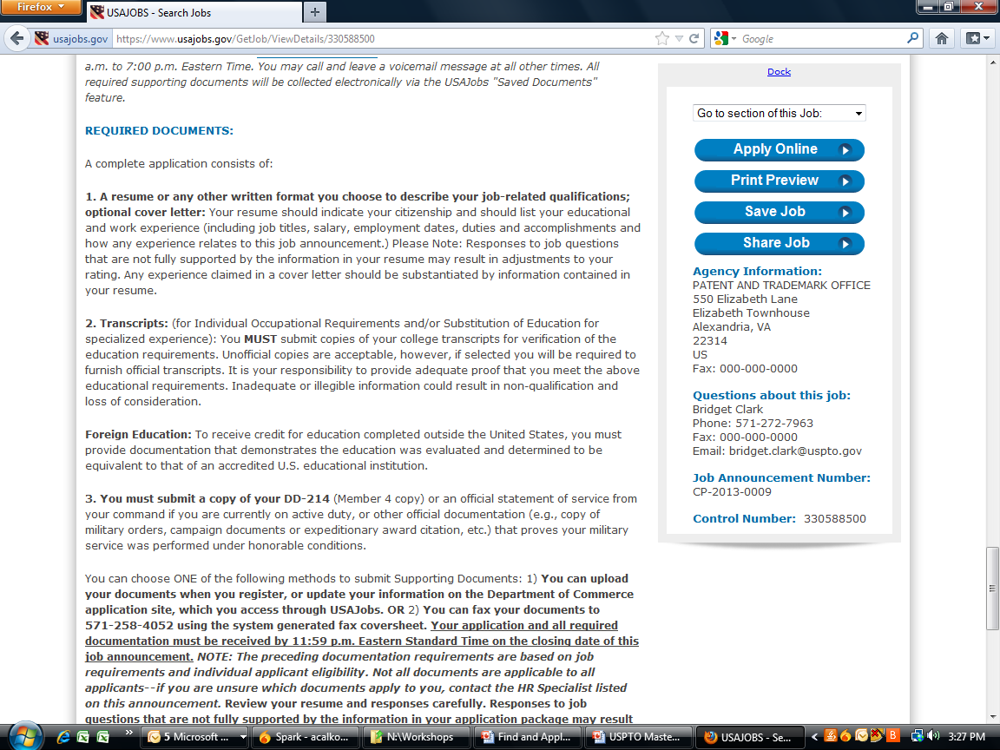 Firefox
USAJOBS - Search Jobs
usajobs.gov
https://www.usajobs.gov/GetJob/ViewDetails/330588500
Google
a.m. to 7:00 p.m. Eastern Time. You may call and leave a voicemail message at all other times. All
required supporting documents will be collected electronically via the USAJobs "Saved Documents"
feature.
REQUIRED DOCUMENTS:
A complete application consists of:
1. A resume or any other written format you choose to describe your job-related qualifications;
optional cover letter: Your resume should indicate your citizenship and should list your educational
and work experience (including job titles, salary, employment dates, duties and accomplishments and
how any experience relates to this job announcement.) Please Note: Responses to job questions
that are not fully supported by the information in your resume may result in adjustments to your
rating. Any experience claimed in a cover letter should be substantiated by information contained in
your resume.
2. Transcripts: (for Individual Occupational Requirements and/or Substitution of Education for
specialized experience): You MUST submit copies of your college transcripts for verification of the
education requirements. Unofficial copies are acceptable, however, if selected you will be required to
furnish official transcripts. It is your responsibility to provide adequate proof that you meet the above
educational requirements. Inadequate or illegible information could result in non-qualification and
loss of consideration.
Foreign Education: To receive credit for education completed outside the United States, you must
provide documentation that demonstrates the education was evaluated and determined to be
equivalent to that of an accredited U.S. educational institution.
3. You must submit a copy of your DD-214 (Member 4 copy) or an official statement of service from
your command if you are currently on active duty, or other official documentation (e.g., copy of
military orders, campaign documents or expeditionary award citation, etc.) that proves your military
service was performed under honorable conditions.
You can choose ONE of the following methods to submit Supporting Documents: 1) You can upload
your documents when you register, or update your information on the Department of Commerce
application site, which you access through USAJobs. OR 2) You can fax your documents to
571-258-4052 using the system generated fax coversheet. Your application and all required
documentation must be received by 11:59 p.m. Eastern Standard Time on the closing date of this
job announcement. NOTE: The preceding documentation requirements are based on job
requirements and individual applicant eligibility. Not all documents are applicable to all
applicants--if you are unsure which documents apply to you, contact the HR Specialist listed
on this announcement. Review your resume and responses carefully. Responses to job
questions that are not fully supported by the information in your application package may result
Dock
Go to section of this Job:
Apply Online
Print Preview
Save Job
Share Job
Agency Information:
PATENT AND TRADEMARK OFFICE
550 Elizabeth Lane
Elizabeth Townhouse
Alexandria, VA
22314
US
Fax: 000-000-0000
Questions about this job:
Bridget Clark
Phone: 571-272-7963
Fax: 000-000-0000
Email: bridget.clark@uspto.gov
Job Announcement Number:
CP-2013-0009
Control Number: 330588500
5 Microsoft ...
Spark - acalko...
N:\Workshops
Find and Appl...
USPTO Maste...
USAJOBS - Se...
3:27 PM